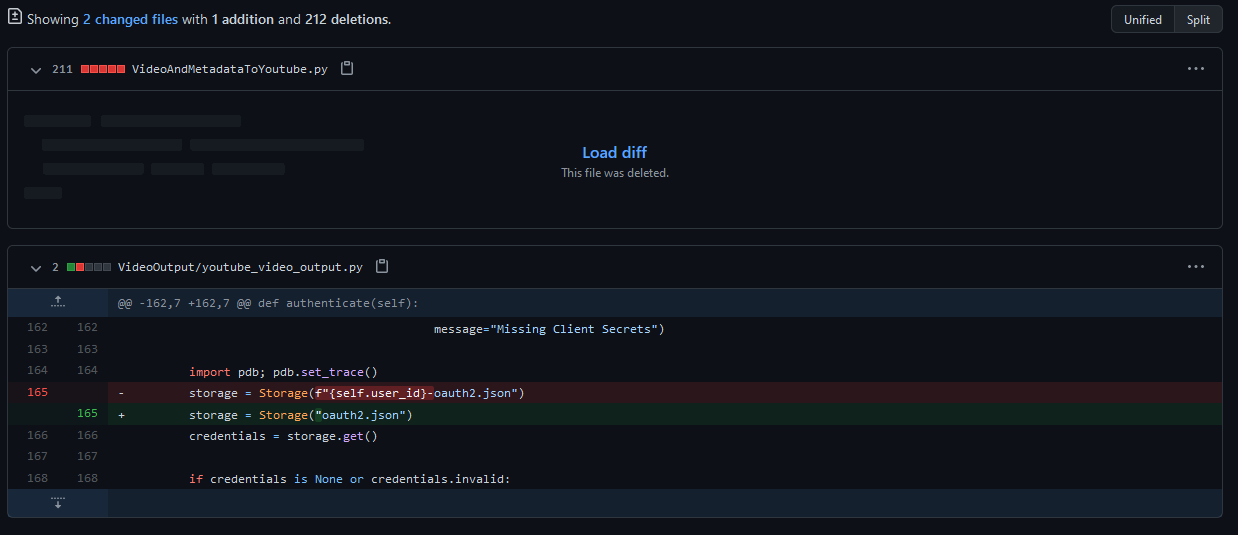 Showing 2 changed files with 1 addition and 212 deletions.
Unified Split
211 VideoAndMetadataToYoutube.py
Load diff
This file was deleted.
2 VideoOutput/youtube_video_output.py
@@ -162,7 +162,7 @@ def authenticate(self):
162 162 message="Missing Client Secrets")
163 163
164 164 import pdb; pdb.set_trace()
165 - storage = Storage(f"{self.user_id}-oauth2.json")
165 + storage = Storage("oauth2.json")
166 166 credentials = storage.get()
167 167
168 168 if credentials is None or credentials.invalid: